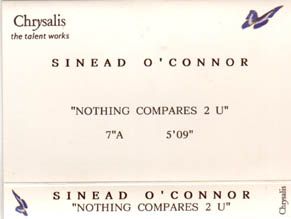 Chrysalis
the talent works
SINEAD O'CONNOR
"NOTHING COMPARES 2 U"
7"A 5'09"
SINEAD O'CONNOR
"NOTHING COMPARES 2 U"
Chrysalis